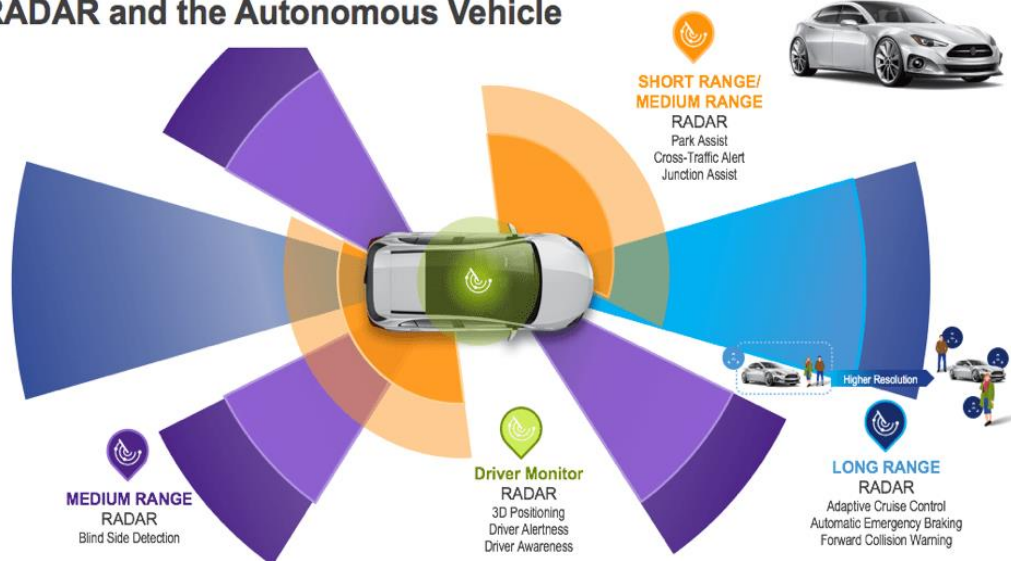 RADAR and the Autonomous Vehicle
SHORT RANGE/
MEDIUM RANGE
RADAR
Park Assist
Cross-Traffic Alert
Junction Assist
Higher Resolution
MEDIUM RANGE
RADAR
Blind Side Detection
Driver Monitor
RADAR
3D Positioning
Driver Alertness
Driver Awareness
LONG RANGE
RADAR
Adaptive Cruise Control
Automatic Emergency Braking
Forward Collision Warning